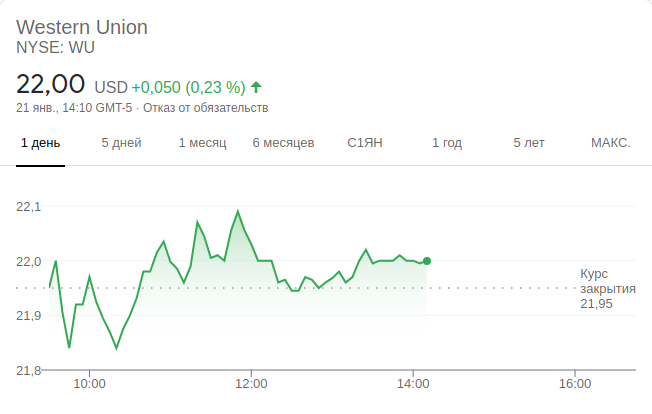 Western Union
NYSE: WU
22,00 USD +0,050 (0,23 %)
21 янв., 14:10 GMT-5 · Отказ от обязательств
1 день 5 дней 1 месяц 6 месяцев С1ЯН 1 год 5 лет МАКС.
22,1
22,0
Курс
закрытия
21,95
21,9
21,8
10:00 12:00 14:00 16:00